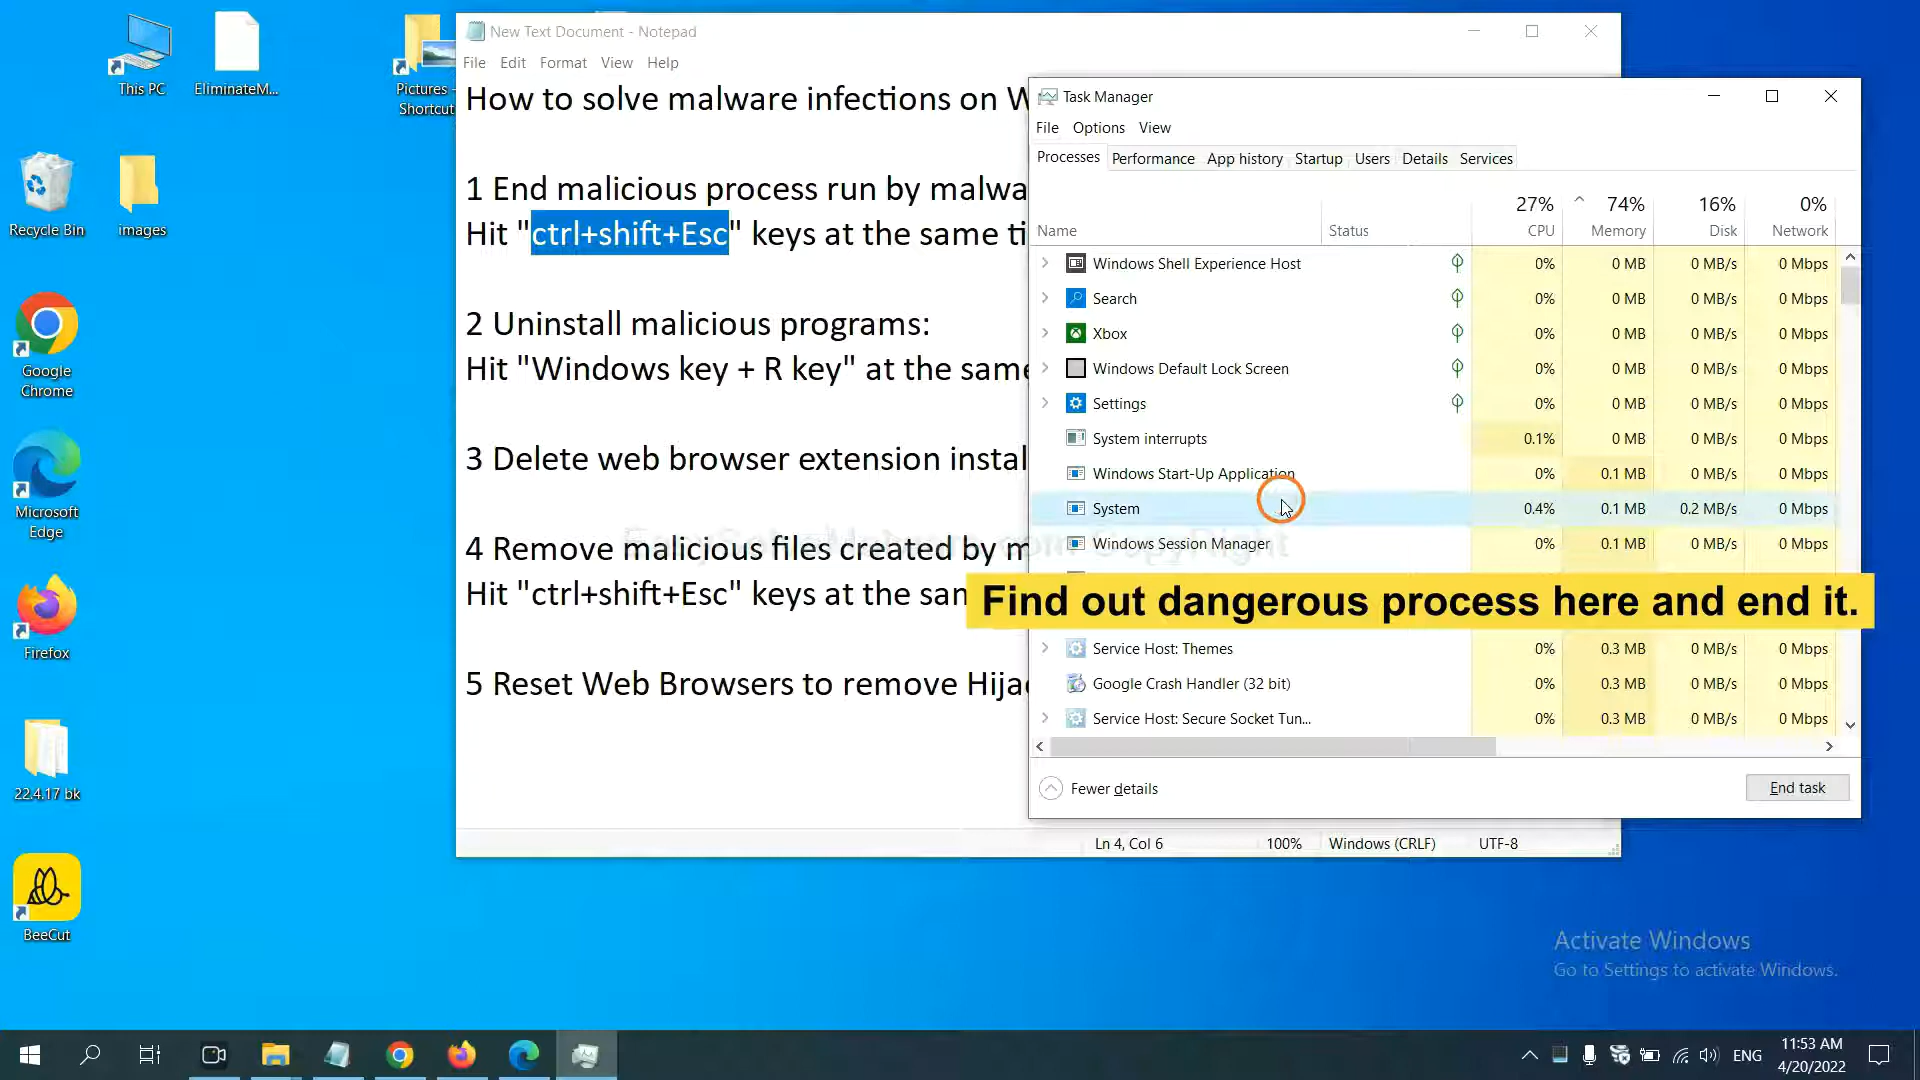 This PC
EliminateM...
Pictures -
Shortcut
Recycle Bin
images
Google
Chrome
Microsoft
Edge
Firefox
22.4.17 bk
BeeCut
New Text Document - Notepad
File Edit Format View Help
How to solve malware infections on W
1 End malicious process run by malwa
Hit "ctrl+shift+Esc" keys at the same ti
2 Uninstall malicious programs:
Hit "Windows key + R key" at the same
3 Delete web browser extension instal
4 Remove malicious files created by m
Hit "ctrl+shift+Esc" keys at the san
5 Reset Web Browsers to remove Hijac
Ln 4, Col 6 100% Windows (CRLF) UTF-8
Task Manager
File Options View
Processes Performance App history Startup Users Details Services
27% 74% 16% 0%
Name Status CPU Memory Disk Network
Windows Shell Experience Host 0% 0 MB 0 MB/s 0 Mbps
Search 0% 0 MB 0 MB/s 0 Mbps
Xbox 0% 0 MB 0 MB/s 0 Mbps
Windows Default Lock Screen 0% 0 MB 0 MB/s 0 Mbps
Settings 0% 0 MB 0 MB/s 0 Mbps
System interrupts 0.1% 0 MB 0 MB/s 0 Mbps
Windows Start-Up Application 0% 0.1 MB 0 MB/s 0 Mbps
System 0.4% 0.1 MB 0.2 MB/s 0 Mbps
Windows Session Manager 0% 0.1 MB 0 MB/s 0 Mbps
Find out dangerous process here and end it.
Service Host: Themes 0% 0.3 MB 0 MB/s 0 Mbps
Google Crash Handler (32 bit) 0% 0.3 MB 0 MB/s 0 Mbps
Service Host: Secure Socket Tun... 0% 0.3 MB 0 MB/s 0 Mbps
Fewer details
End task
Activate Windows
Go to Settings to activate Windows.
ENG
11:53 AM
4/20/2022